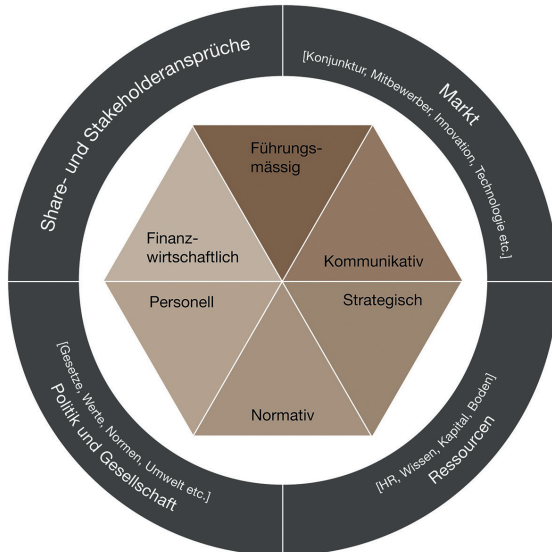 Share- und Stakeholderansprüche
Markt
[Konjunktur, Mitbewerber, Innovation, Technologie etc.]
Führungs-
mässig
Finanz-
wirtschaftlich
Kommunikativ
Personell
Strategisch
Normativ
[Gesetze, Werte, Normen, Umwelt etc.]
Politik und Gesellschaft
[HR, Wissen, Kapital, Boden]
Ressourcen